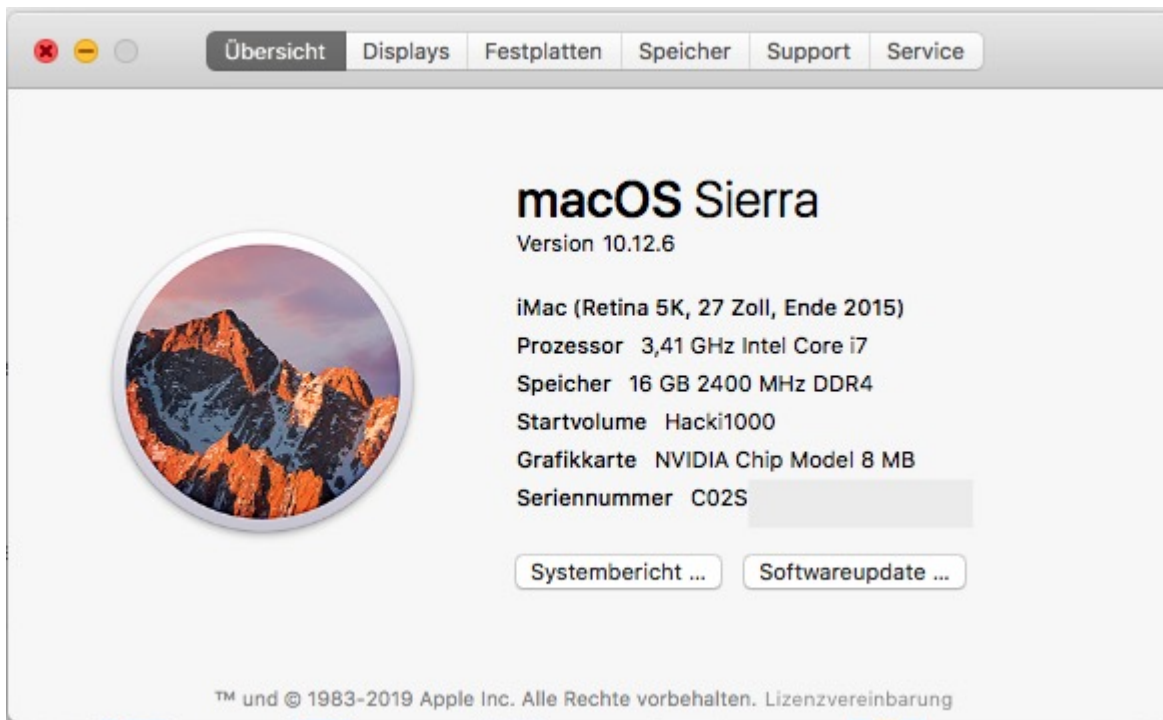 Übersicht Displays Festplatten Speicher Support Service
macOS Sierra
Version 10.12.6
iMac (Retina 5K, 27 Zoll, Ende 2015)
Prozessor 3,41 GHz Intel Core i7
Speicher 16 GB 2400 MHz DDR4
Startvolume Hacki1000
Grafikkarte NVIDIA Chip Model 8 MB
Seriennummer C02S
Systembericht ... Softwareupdate ...
™ und © 1983-2019 Apple Inc. Alle Rechte vorbehalten. Lizenzvereinbarung